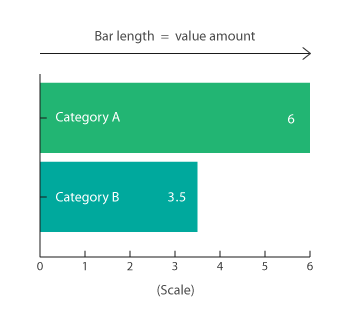 Bar length = value amount
Category A 6
Category B 3.5
0 1 2 3 4 5 6
(Scale)